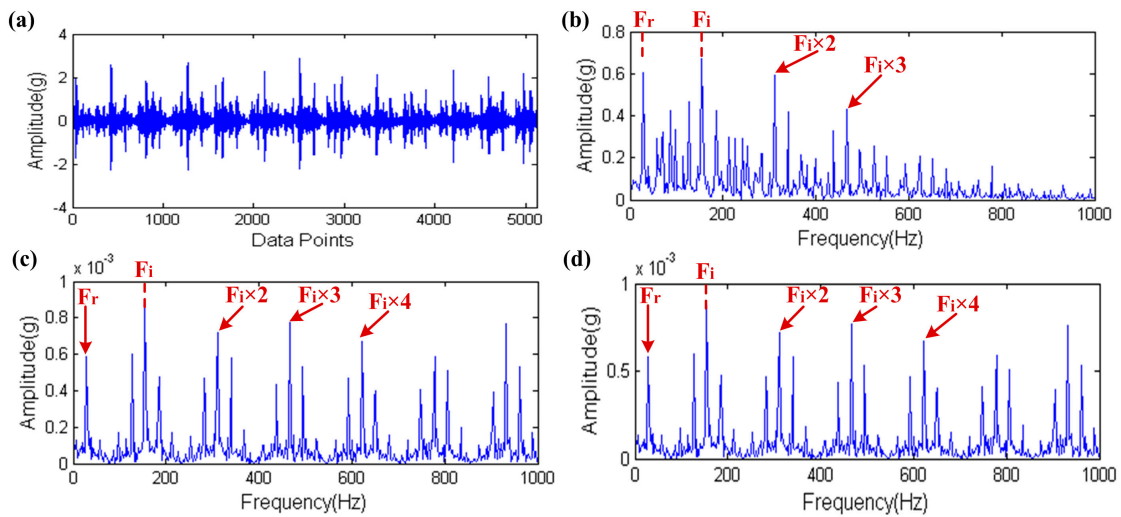 (a)
4
2
0
-2
-4
Amplitude(g)
0 1000 2000 3000 4000 5000
Data Points
(b)
Fr Fi
Fi×2
Fi×3
0.8
0.6
0.4
0.2
0
Amplitude(g)
0 200 400 600 800 1000
Frequency(Hz)
(c)
x 10-3
Fi
Fr
Fi×2 Fi×3
Fi×4
1
0.8
0.6
0.4
0.2
0
Amplitude(g)
0 200 400 600 800 1000
Frequency(Hz)
(d)
x 10-3
Fi
Fr
Fi×2 Fi×3
Fi×4
1
0.5
0
Amplitude(g)
0 200 400 600 800 1000
Frequency(Hz)